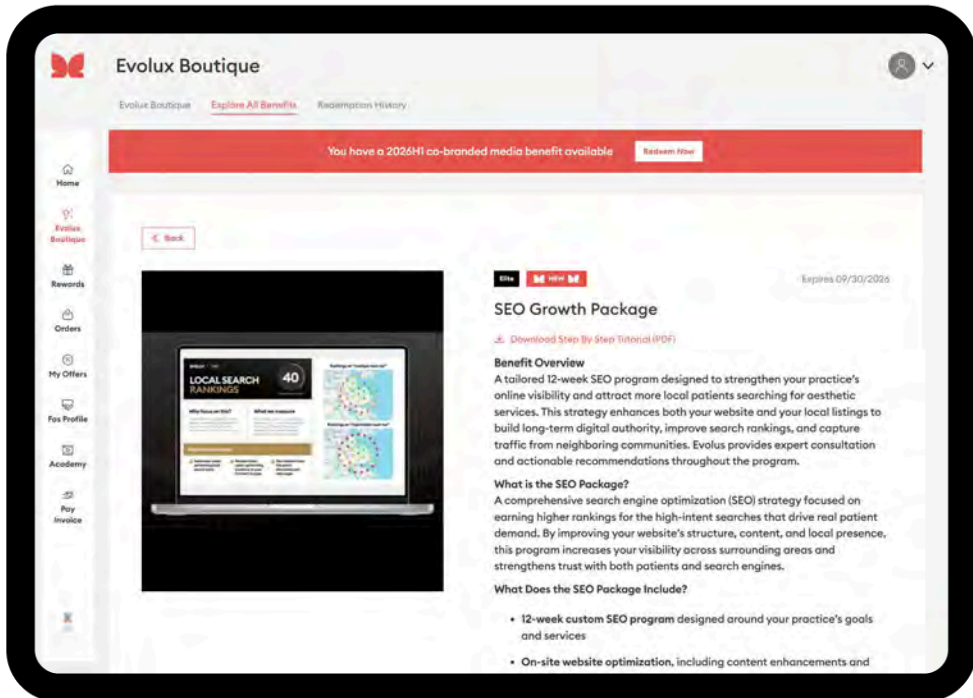 Evolux Boutique
Evolux Boutique
Explore All Benefits
Redemption History
You have a 2026H1 co-branded media benefit available
Redeem Now
Home
Evolux
Boutique
Rewards
Orders
My Offers
Fos Profile
Academy
Pay
Invoice
Back
LOCAL SEARCH
RANKINGS
40
Why focus on this?
What we measure
Elite
NEW
Expires 09/30/2026
SEO Growth Package
Download Step By Step Tutorial (PDF)
Benefit Overview
A tailored 12-week SEO program designed to strengthen your practice's
online visibility and attract more local patients searching for aesthetic
services. This strategy enhances both your website and your local listings to
build long-term digital authority, improve search rankings, and capture
traffic from neighboring communities. Evolus provides expert consultation
and actionable recommendations throughout the program.
What is the SEO Package?
A comprehensive search engine optimization (SEO) strategy focused on
earning higher rankings for the high-intent searches that drive real patient
demand. By improving your website's structure, content, and local presence,
this program increases your visibility across surrounding areas and
strengthens trust with both patients and search engines.
What Does the SEO Package Include?
• 12-week custom SEO program designed around your practice's goals
and services
• On-site website optimization, including content enhancements and